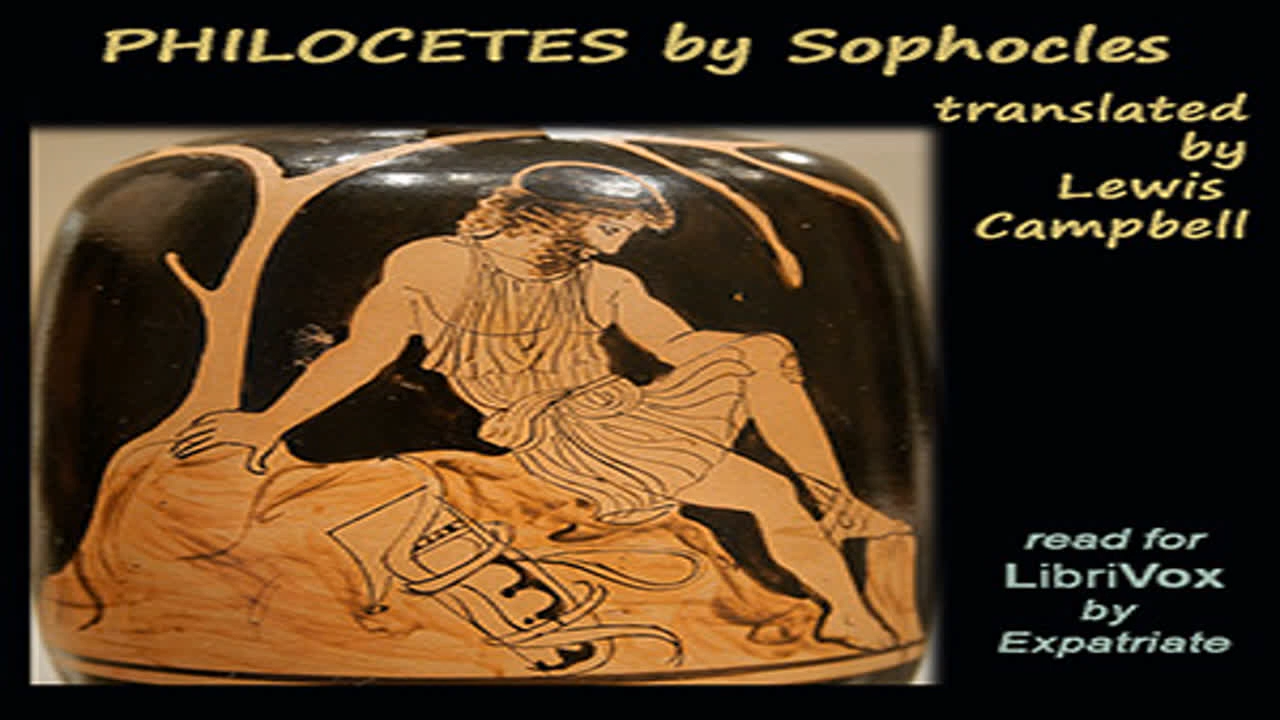 PHILOCETES by Sophocles
translated
by
Lewis
Campbell
read for
LibriVox
by
Expatriate